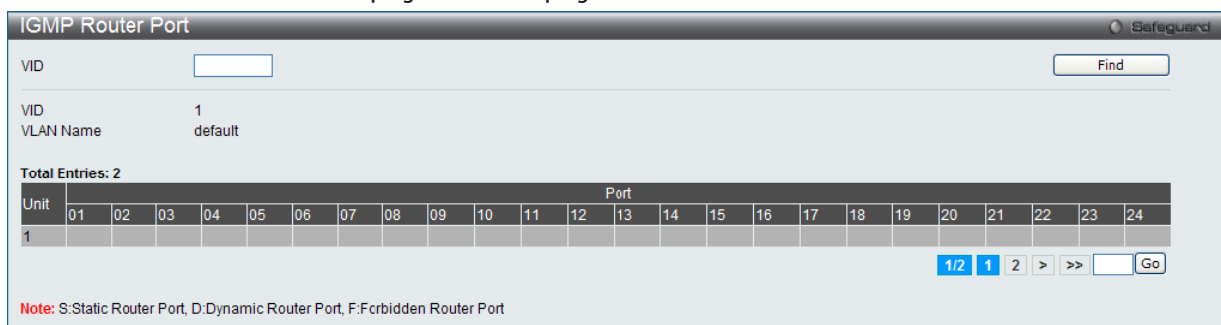 IGMP Router Port
Safeguard
VID Find
VID 1
VLAN Name default
Total Entries: 2
Unit Port
01 02 03 04 05 06 07 08 09 10 11 12 13 14 15 16 17 18 19 20 21 22 23 24
1
1/2 1 2 > >> Go
Note: S:Static Router Port, D:Dynamic Router Port, F:Forbidden Router Port